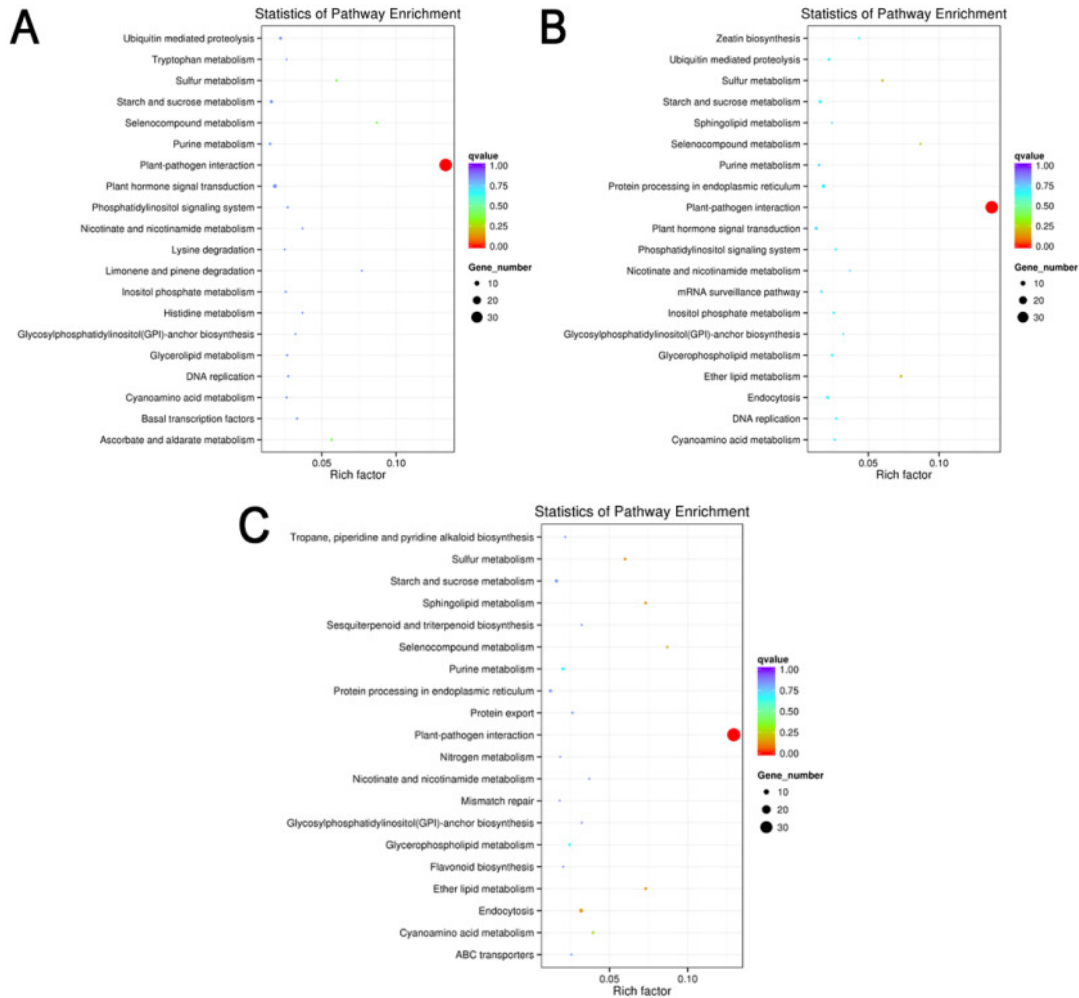 A
Statistics of Pathway Enrichment
Ubiquitin mediated proteolysis
Tryptophan metabolism
Sulfur metabolism
Starch and sucrose metabolism
Selenocompound metabolism
Purine metabolism
Plant-pathogen interaction
Plant hormone signal transduction
Phosphatidylinositol signaling system
Nicotinate and nicotinamide metabolism
Lysine degradation
Limonene and pinene degradation
Inositol phosphate metabolism
Histidine metabolism
Glycosylphosphatidylinositol(GPI)-anchor biosynthesis
Glycerolipid metabolism
DNA replication
Cyanoamino acid metabolism
Basal transcription factors
Ascorbate and aldarate metabolism
0.05 0.10
Rich factor
qvalue
1.00
0.75
0.50
0.25
0.00
Gene_number
10
20
30
B
Statistics of Pathway Enrichment
Zeatin biosynthesis
Ubiquitin mediated proteolysis
Sulfur metabolism
Starch and sucrose metabolism
Sphingolipid metabolism
Selenocompound metabolism
Purine metabolism
Protein processing in endoplasmic reticulum
Plant-pathogen interaction
Plant hormone signal transduction
Phosphatidylinositol signaling system
Nicotinate and nicotinamide metabolism
mRNA surveillance pathway
Inositol phosphate metabolism
Glycosylphosphatidylinositol(GPI)-anchor biosynthesis
Glycerophospholipid metabolism
Ether lipid metabolism
Endocytosis
DNA replication
Cyanoamino acid metabolism
0.05 0.10
Rich factor
qvalue
1.00
0.75
0.50
0.25
0.00
Gene_number
10
20
30
C
Statistics of Pathway Enrichment
Tropane, piperidine and pyridine alkaloid biosynthesis
Sulfur metabolism
Starch and sucrose metabolism
Sphingolipid metabolism
Sesquiterpenoid and triterpenoid biosynthesis
Selenocompound metabolism
Purine metabolism
Protein processing in endoplasmic reticulum
Protein export
Plant-pathogen interaction
Nitrogen metabolism
Nicotinate and nicotinamide metabolism
Mismatch repair
Glycosylphosphatidylinositol(GPI)-anchor biosynthesis
Glycerophospholipid metabolism
Flavonoid biosynthesis
Ether lipid metabolism
Endocytosis
Cyanoamino acid metabolism
ABC transporters
0.05 0.10
Rich factor
qvalue
1.00
0.75
0.50
0.25
0.00
Gene_number
10
20
30